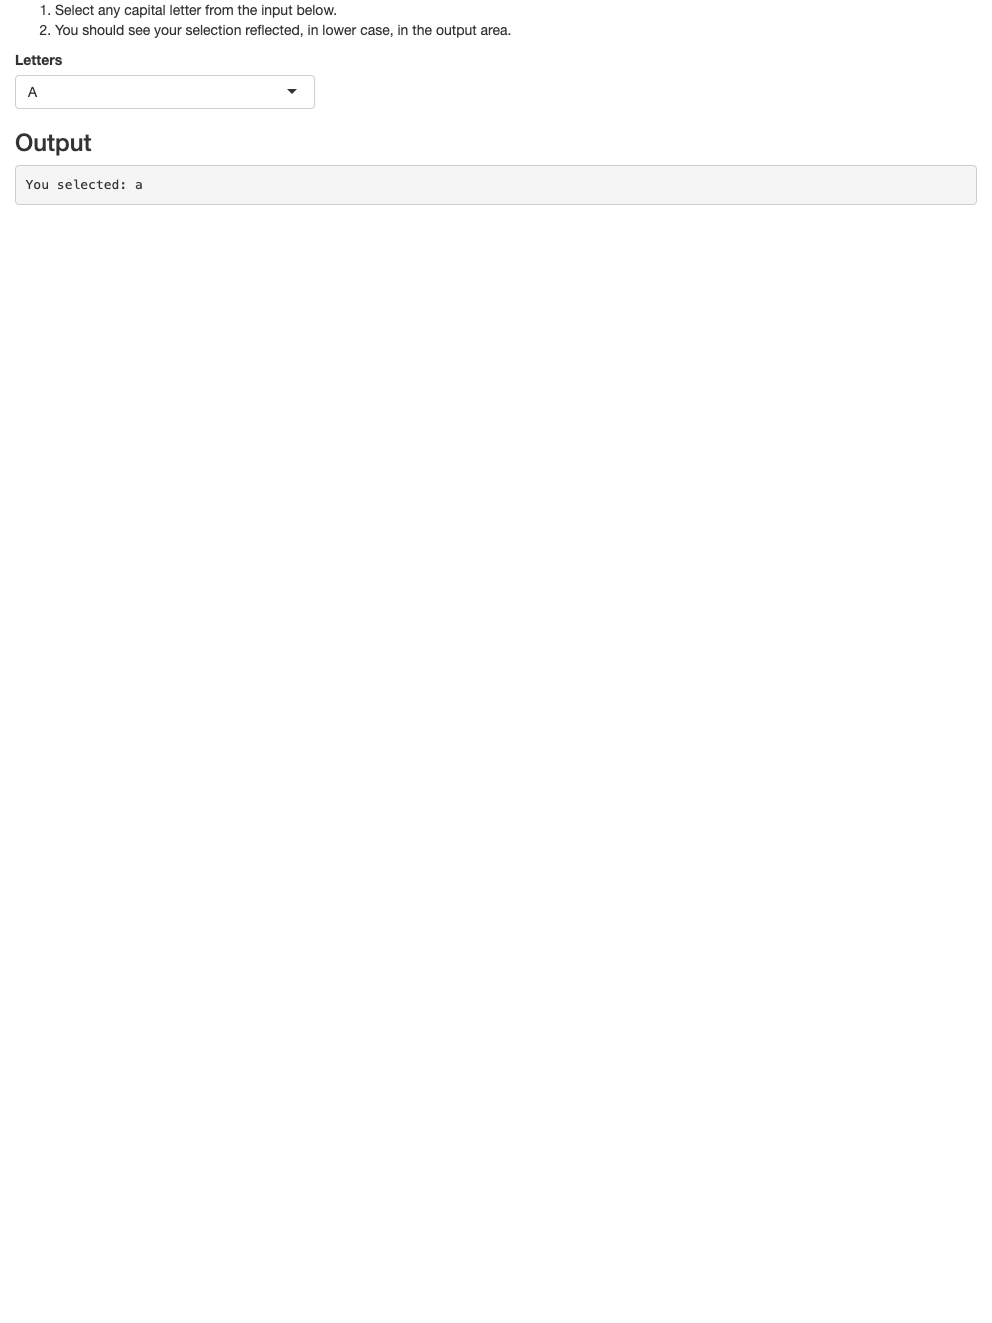 1. Select any capital letter from the input below.
2. You should see your selection reflected, in lower case, in the output area.
Letters
A
Output
You selected: a